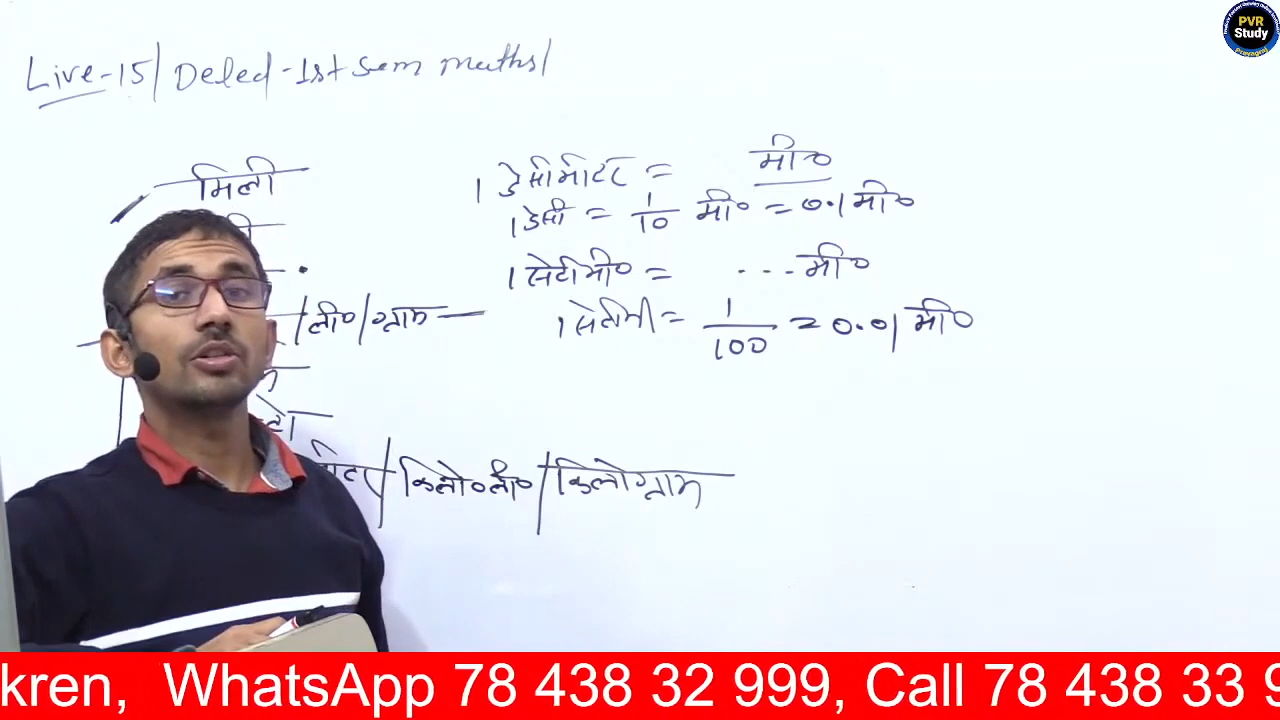 PVR
Study
Prayagraj
Live-15/ Deled-1st sem maths/
मिली
1 डेसीमीटर = मी०
1 डेसी = 1/10 मी० = 0.1 मी०
1 सेंटीमी० = ...मी०
/ली०/ग्राम
1 सेंटीमी = 1/100 = 0.01 मी०
/किलो०ली०/किलोग्राम
kren, WhatsApp 78 438 32 999, Call 78 438 33 9